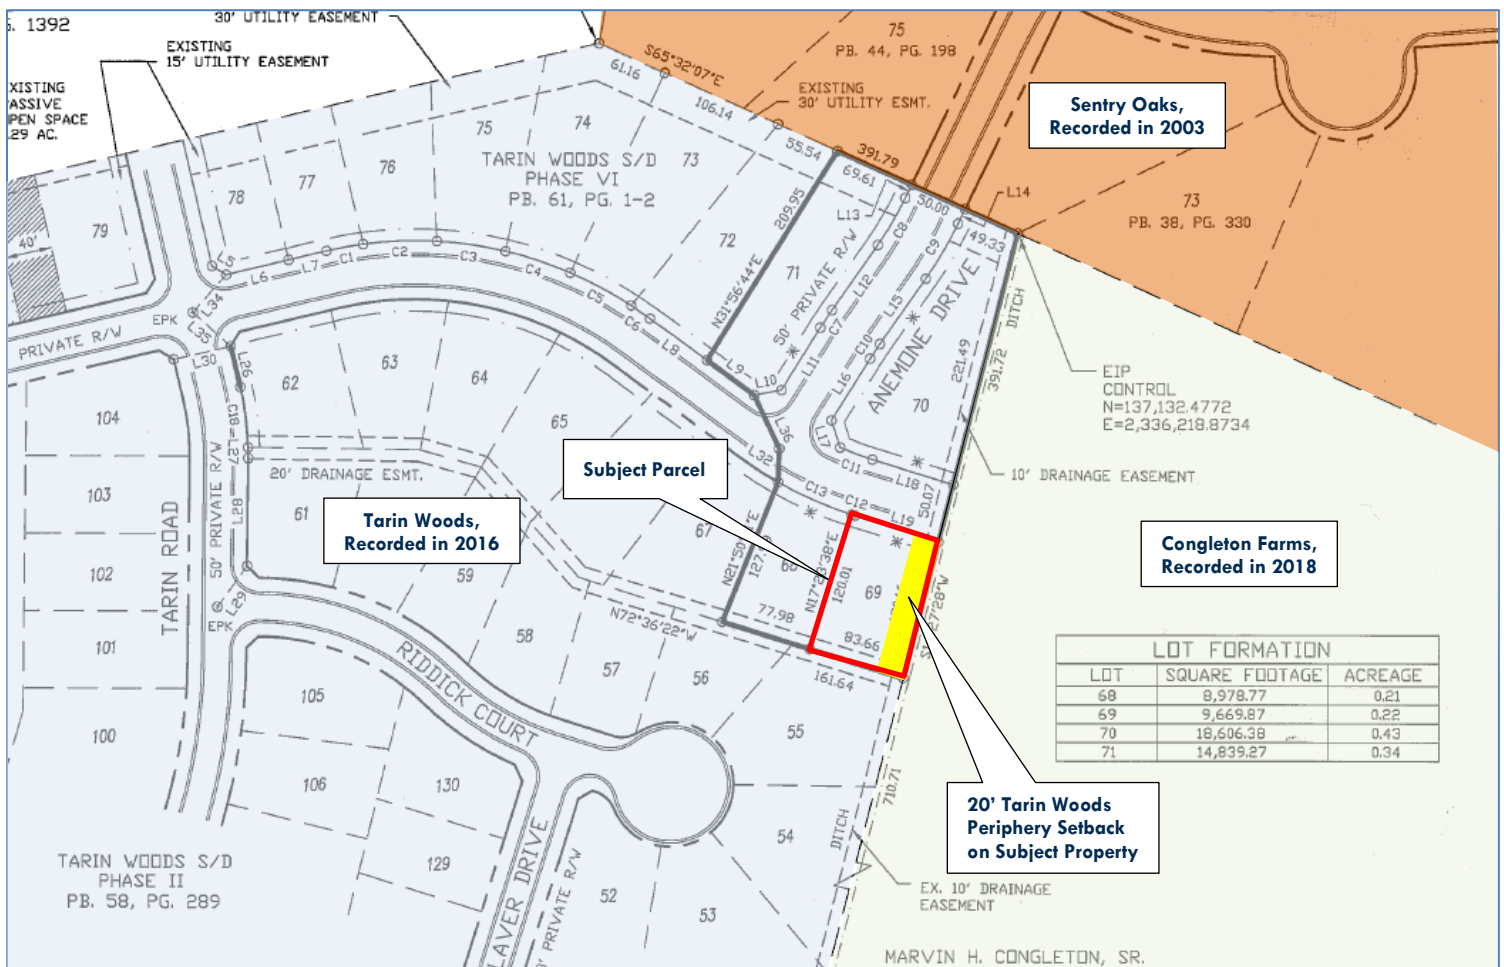 G. 1392
30' UTILITY EASEMENT
EXISTING
15' UTILITY EASEMENT
XISTING
ASSIVE
PEN SPACE
.29 AC.
75
PB. 44, PG. 198
S65°32'07"E
61.16
106.14
55.54
391.79
EXISTING
30' UTILITY ESMT.
Sentry Oaks,
Recorded in 2003
73
PB. 38, PG. 330
TARIN WOODS S/D
PHASE VI
PB. 61, PG. 1-2
79
78
77
76
75
74
73
72
71
70
40'
69.61
50.00
49.33
L14
L13
C8
C9
209.95
N31°56'44"E
50' PRIVATE R/W
ANEMONE DRIVE
L12
C7
L11
L15
C10
L16
L17
C11
L18
L5
L6
L7
C1
C2
C3
C4
C5
C6
L8
L9
L10
L36
L32
L34
L35
L30
L26
C18
L27
L28
L29
EPK
EPK
PRIVATE R/W
DITCH
221.49
391.72
EIP
CONTROL
N=137,132.4772
E=2,336,218.8734
10' DRAINAGE EASEMENT
104
103
102
101
100
TARIN ROAD
50' PRIVATE R/W
62
63
64
65
61
20' DRAINAGE ESMT.
Subject Parcel
Tarin Woods,
Recorded in 2016
59
67
C13
C12
L19
50.07
Congleton Farms,
Recorded in 2018
N17°23'38"E
120.01
69
77.98
83.66
N72°36'22"W
161.64
58
57
56
55
54
53
52
RIDDICK COURT
105
106
130
129
LOT FORMATION
LOT SQUARE FOOTAGE ACREAGE
68 8,978.77 0.21
69 9,669.87 0.22
70 18,606.38 0.43
71 14,839.27 0.34
20' Tarin Woods
Periphery Setback
on Subject Property
710.71
DITCH
EX. 10' DRAINAGE
EASEMENT
TARIN WOODS S/D
PHASE II
PB. 58, PG. 289
LAVER DRIVE
0' PRIVATE R/W
MARVIN H. CONGLETON, SR.